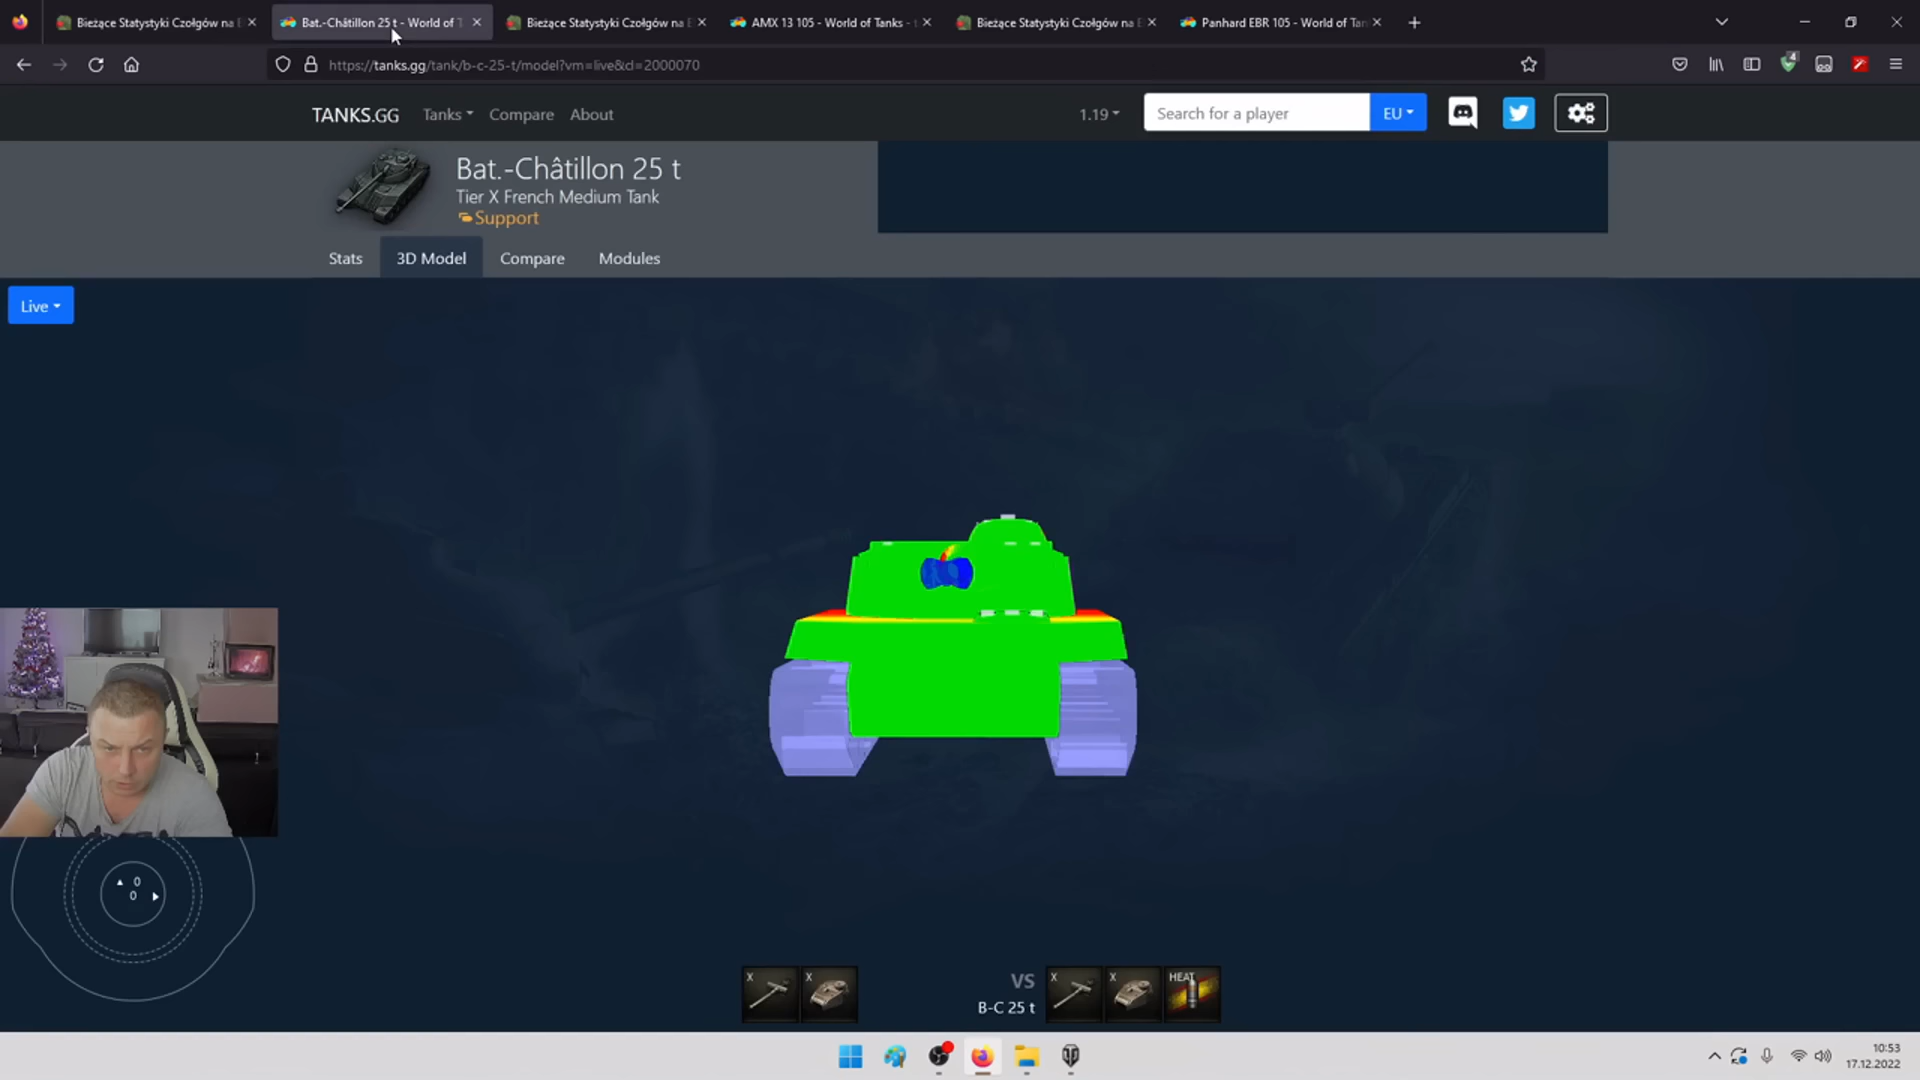 Bieżące Statystyki Czołgów na E
Bat.-Châtillon 25 t - World of T
Bieżące Statystyki Czołgów na E
AMX 13 105 - World of Tanks - t
Bieżące Statystyki Czołgów na E
Panhard EBR 105 - World of Tan
https://tanks.gg/tank/b-c-25-t/model?vm=live&cl=2000070
4
TANKS.GG
Tanks
Compare
About
1.19
Search for a player
EU
Bat.-Châtillon 25 t
Tier X French Medium Tank
Support
Stats
3D Model
Compare
Modules
Live
0
0
X
X
VS
B-C 25 t
X
X
HEAT
10:53
17.12.2022